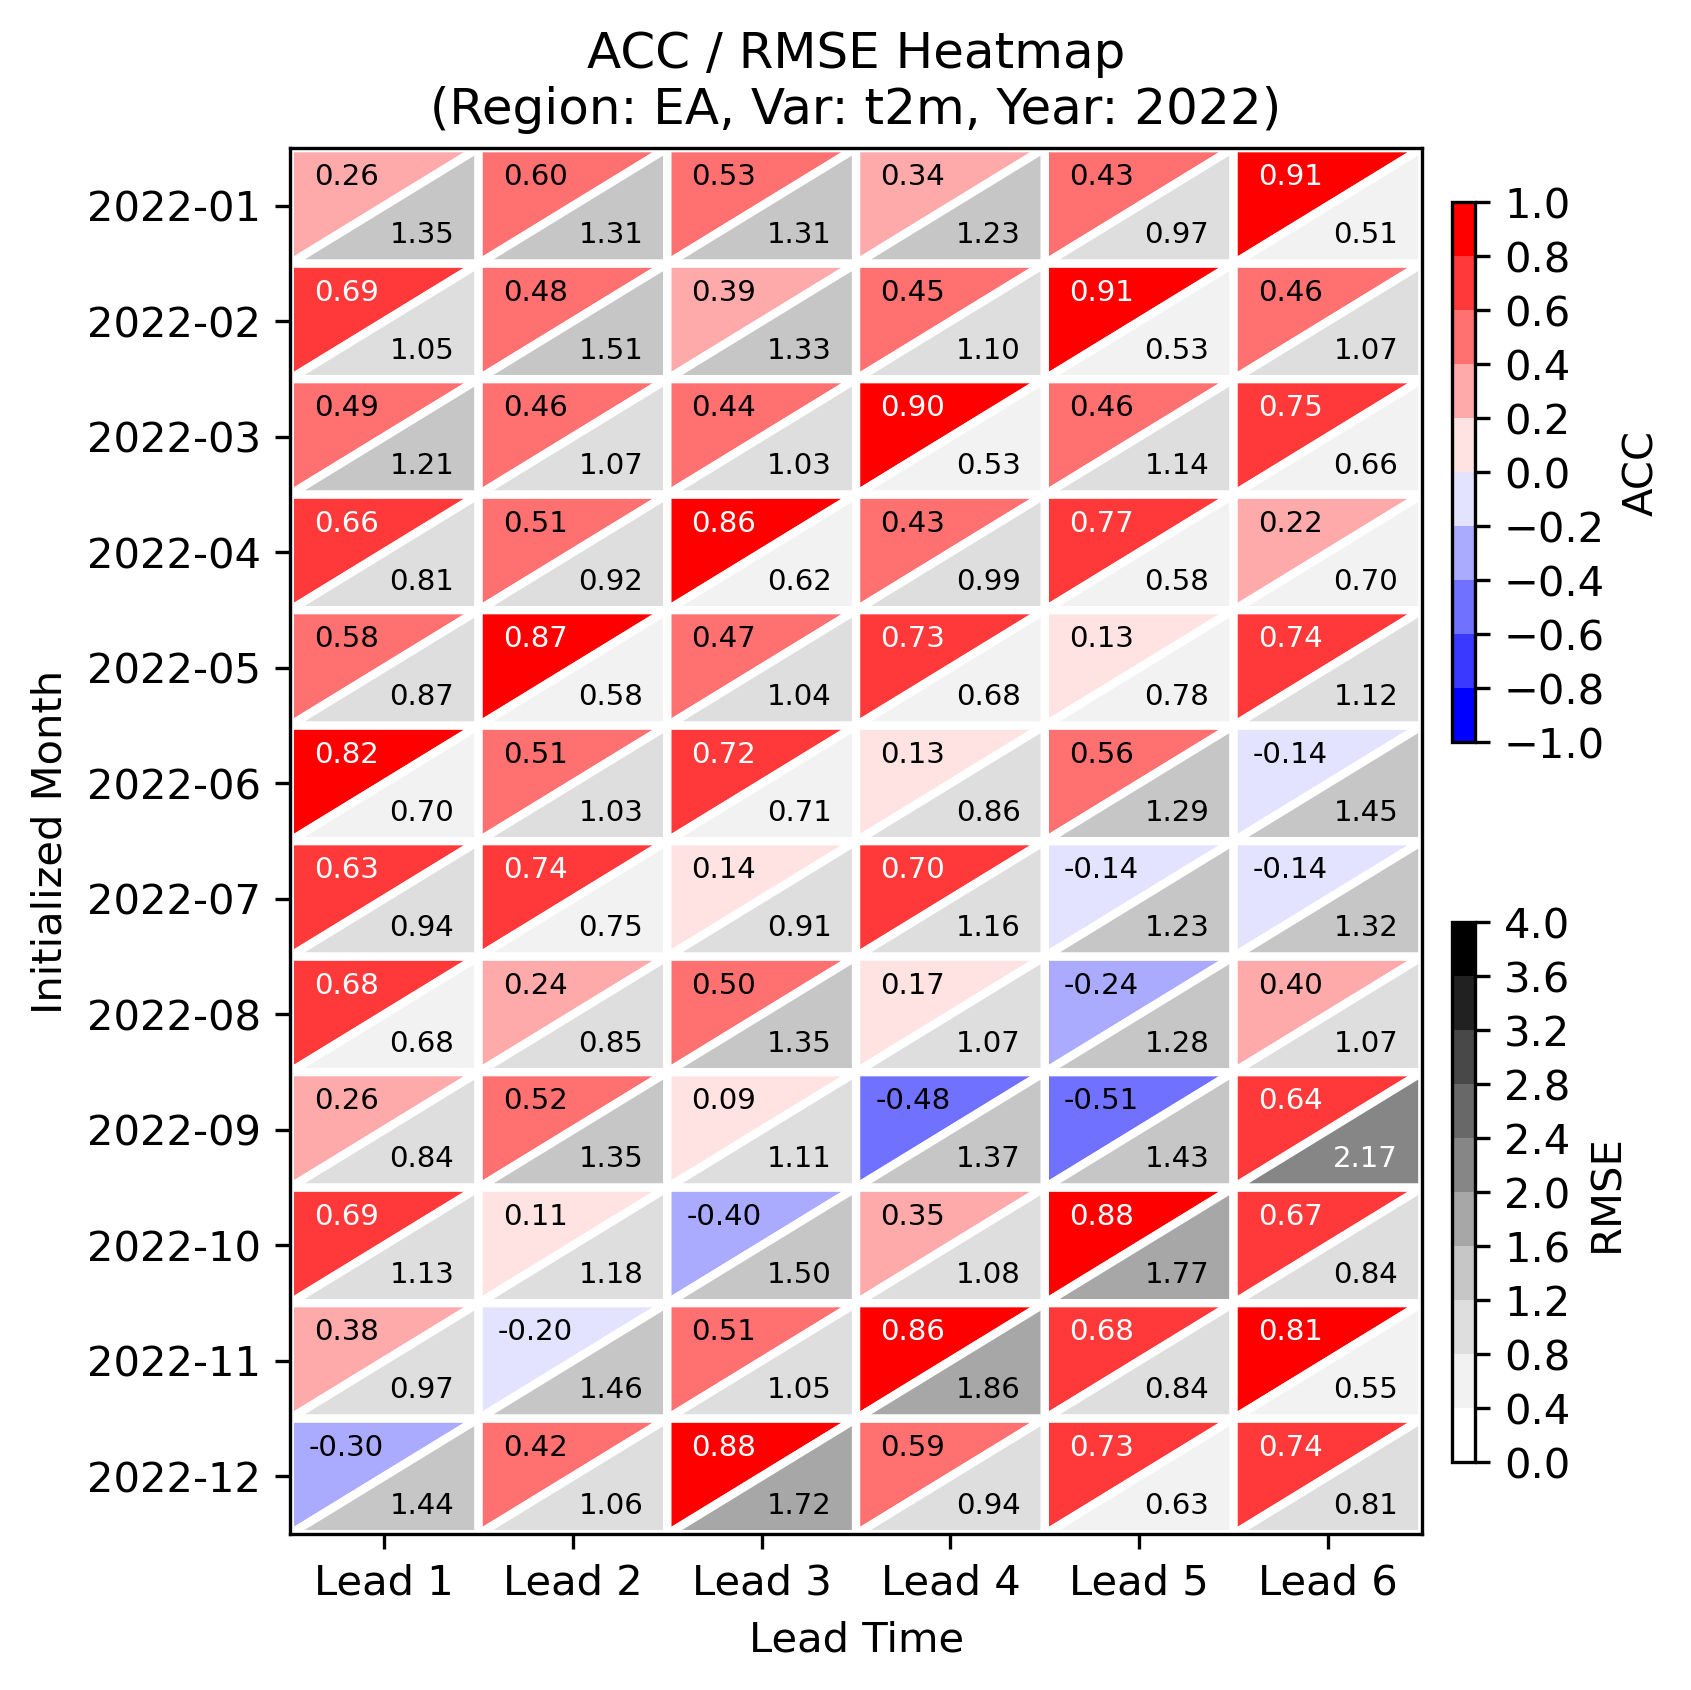 ACC / RMSE Heatmap
(Region: EA, Var: t2m, Year: 2022)
Initialized Month
2022-01
0.26 0.60 0.53 0.34 0.43 0.91
1.35 1.31 1.31 1.23 0.97 0.51
2022-02
0.69 0.48 0.39 0.45 0.91 0.46
1.05 1.51 1.33 1.10 0.53 1.07
2022-03
0.49 0.46 0.44 0.90 0.46 0.75
1.21 1.07 1.03 0.53 1.14 0.66
2022-04
0.66 0.51 0.86 0.43 0.77 0.22
0.81 0.92 0.62 0.99 0.58 0.70
2022-05
0.58 0.87 0.47 0.73 0.13 0.74
0.87 0.58 1.04 0.68 0.78 1.12
2022-06
0.82 0.51 0.72 0.13 0.56 -0.14
0.70 1.03 0.71 0.86 1.29 1.45
2022-07
0.63 0.74 0.14 0.70 -0.14 -0.14
0.94 0.75 0.91 1.16 1.23 1.32
2022-08
0.68 0.24 0.50 0.17 -0.24 0.40
0.68 0.85 1.35 1.07 1.28 1.07
2022-09
0.26 0.52 0.09 -0.48 -0.51 0.64
0.84 1.35 1.11 1.37 1.43 2.17
2022-10
0.69 0.11 -0.40 0.35 0.88 0.67
1.13 1.18 1.50 1.08 1.77 0.84
2022-11
0.38 -0.20 0.51 0.86 0.68 0.81
0.97 1.46 1.05 1.86 0.84 0.55
2022-12
-0.30 0.42 0.88 0.59 0.73 0.74
1.44 1.06 1.72 0.94 0.63 0.81
Lead 1 Lead 2 Lead 3 Lead 4 Lead 5 Lead 6
Lead Time
1.0
0.8
0.6
0.4
0.2
0.0
−0.2
−0.4
−0.6
−0.8
−1.0
ACC
4.0
3.6
3.2
2.8
2.4
2.0
1.6
1.2
0.8
0.4
0.0
RMSE